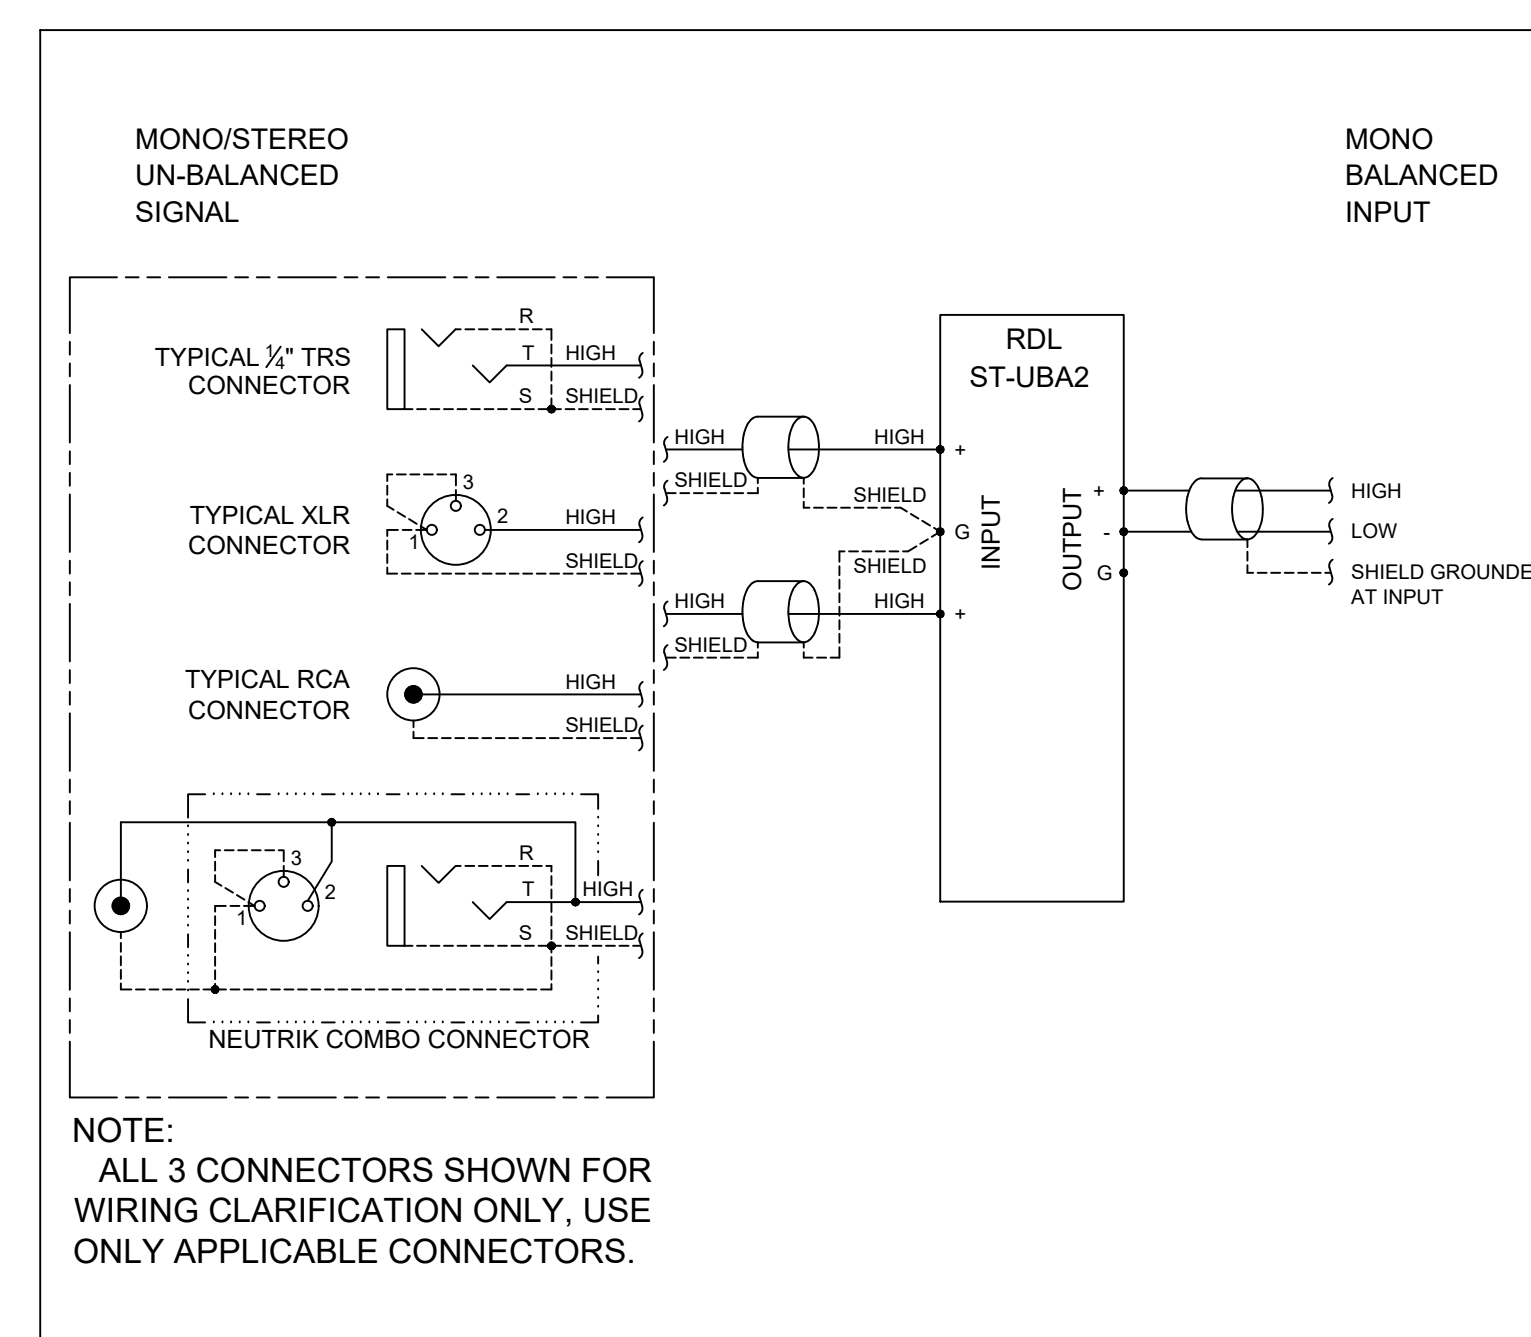 MONO/STEREO
UN-BALANCED
SIGNAL
MONO
BALANCED
INPUT
TYPICAL ¼" TRS
CONNECTOR
R
T
HIGH
S
SHIELD
TYPICAL XLR
CONNECTOR
3
2
1
HIGH
SHIELD
TYPICAL RCA
CONNECTOR
HIGH
SHIELD
3
2
1
R
T
HIGH
S
SHIELD
NEUTRIK COMBO CONNECTOR
HIGH
SHIELD
HIGH
SHIELD
HIGH
SHIELD
SHIELD
HIGH
RDL
ST-UBA2
+
G
+
INPUT
OUTPUT
+
-
G
HIGH
LOW
SHIELD GROUNDE
AT INPUT
NOTE:
ALL 3 CONNECTORS SHOWN FOR
WIRING CLARIFICATION ONLY, USE
ONLY APPLICABLE CONNECTORS.